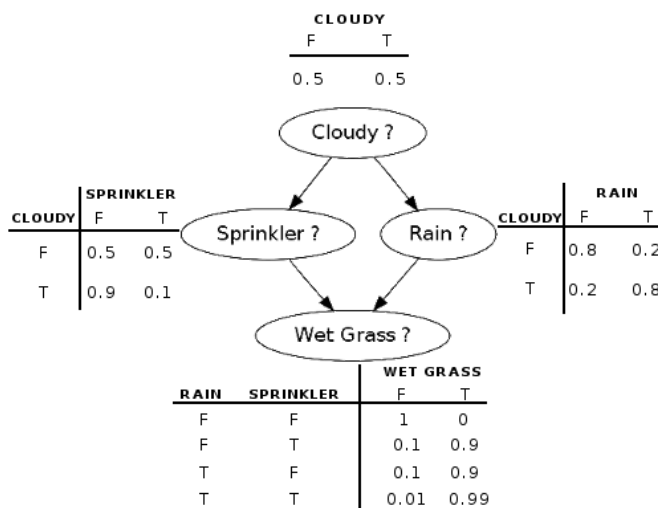 CLOUDY
F T
0.5 0.5
Cloudy ?
SPRINKLER
CLOUDY F T
F 0.5 0.5
T 0.9 0.1
Sprinkler ?
Rain ?
RAIN
CLOUDY F T
F 0.8 0.2
T 0.2 0.8
Wet Grass ?
WET GRASS
RAIN SPRINKLER F T
F F 1 0
F T 0.1 0.9
T F 0.1 0.9
T T 0.01 0.99